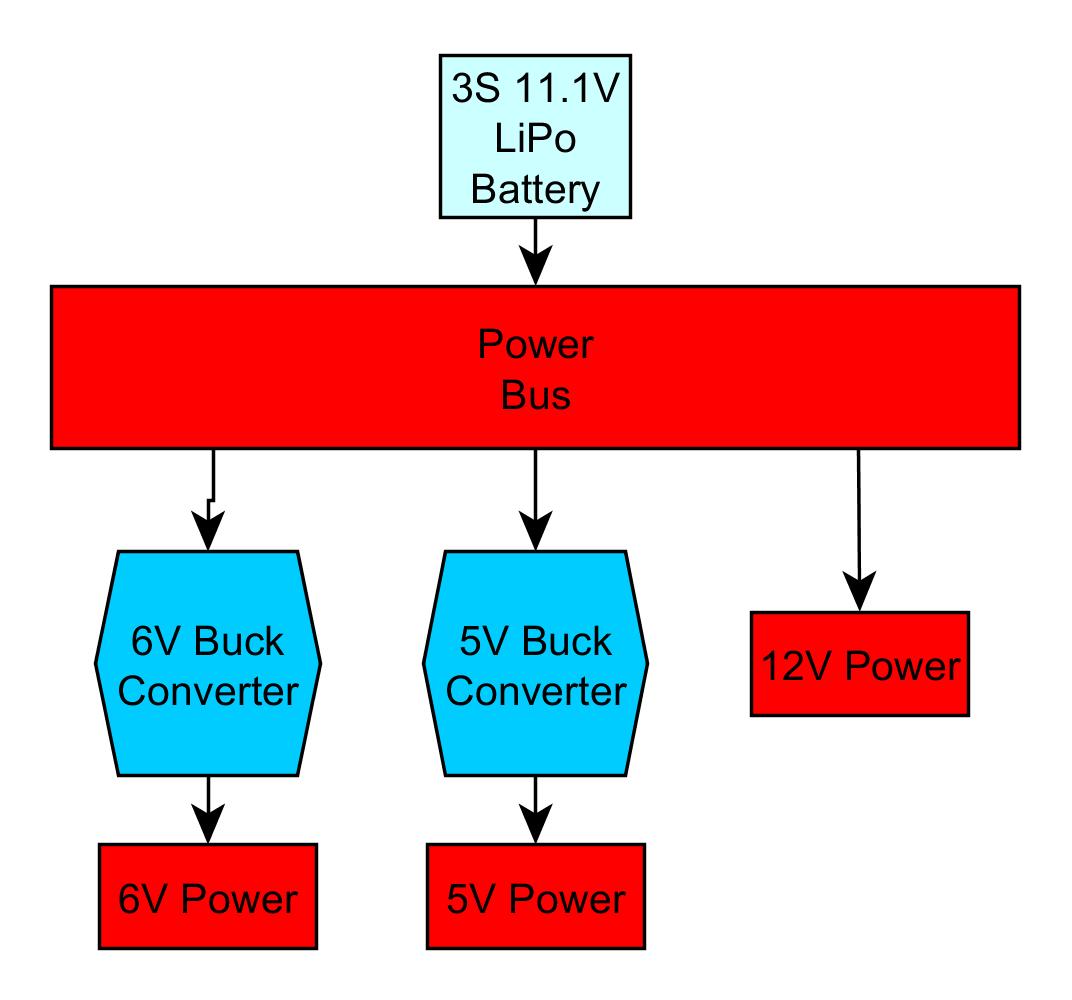 3S 11.1V
LiPo
Battery
Power
Bus
6V Buck
Converter
5V Buck
Converter
12V Power
6V Power
5V Power